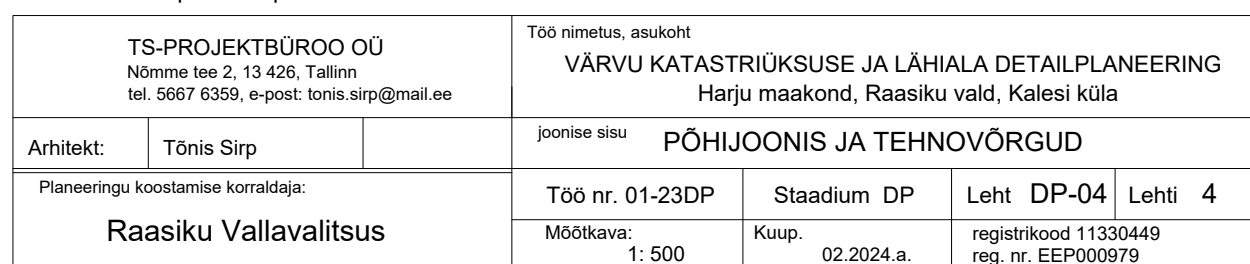 TS-PROJEKTBÜROO OÜ
Nõmme tee 2, 13 426, Tallinn
tel. 5667 6359, e-post: tonis.sirp@mail.ee
Töö nimetus, asukoht
VÄRVU KATASTRIÜKSUSE JA LÄHIALA DETAILPLANEERING
Harju maakond, Raasiku vald, Kalesi küla
Arhitekt: Tõnis Sirp
joonise sisu PÕHIJOONIS JA TEHNOVÕRGUD
Planeeringu koostamise korraldaja:
Raasiku Vallavalitsus
Töö nr. 01-23DP Staadium DP Leht DP-04 Lehti 4
Mõõtkava:
1: 500
Kuup.
02.2024.a.
registrikood 11330449
reg. nr. EEP000979